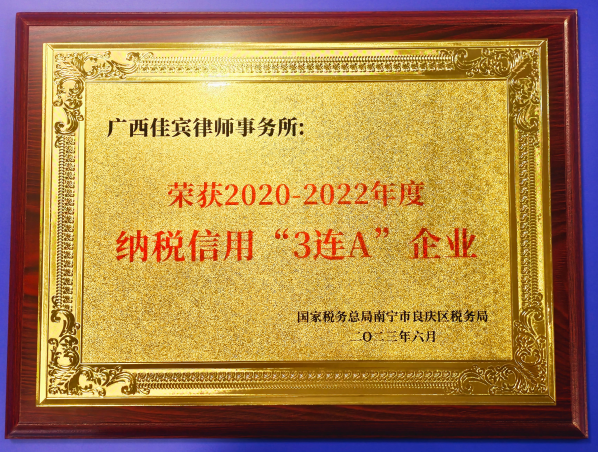 广西佳宾律师事务所:
荣获2020-2022年度
纳税信用“3连A”企业
国家税务总局南宁市良庆区税务局
二〇二三年六月